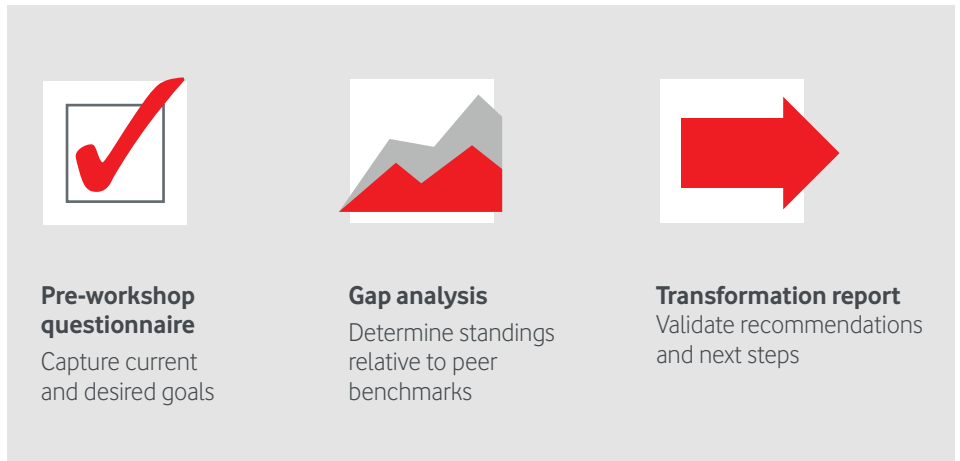 Pre-workshop
questionnaire
Capture current
and desired goals
Gap analysis
Determine standings
relative to peer
benchmarks
Transformation report
Validate recommendations
and next steps